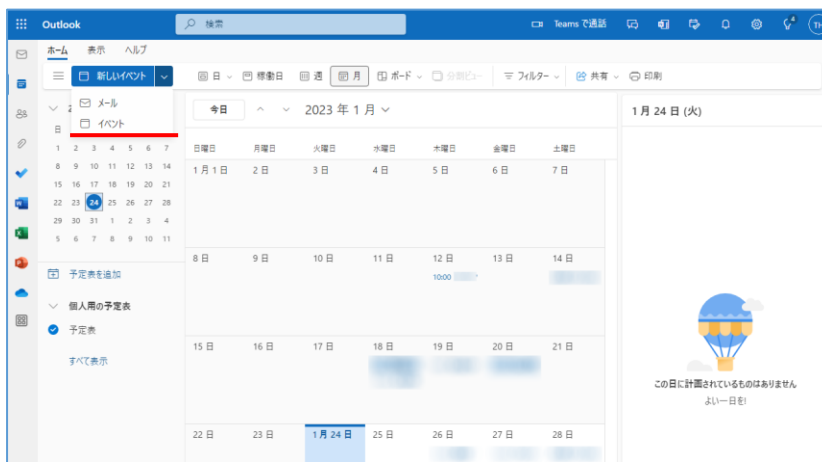 Outlook
検索
Teams で通話
4
TH
ホーム 表示 ヘルプ
新しいイベント
日 稼働日 週 月 ボード 分割ビュー フィルター 共有 印刷
メール
イベント
日
1 2 3 4 5 6 7
8 9 10 11 12 13 14
15 16 17 18 19 20 21
22 23 24 25 26 27 28
29 30 31 1 2 3 4
5 6 7 8 9 10 11
予定表を追加
個人用の予定表
予定表
すべて表示
今日 2023 年 1 月
日曜日 月曜日 火曜日 水曜日 木曜日 金曜日 土曜日
1 月 1 日 2 日 3 日 4 日 5 日 6 日 7 日
8 日 9 日 10 日 11 日 12 日 13 日 14 日
10:00
15 日 16 日 17 日 18 日 19 日 20 日 21 日
22 日 23 日 1 月 24 日 25 日 26 日 27 日 28 日
1 月 24 日 (火)
この日に計画されているものはありません
よい一日を!